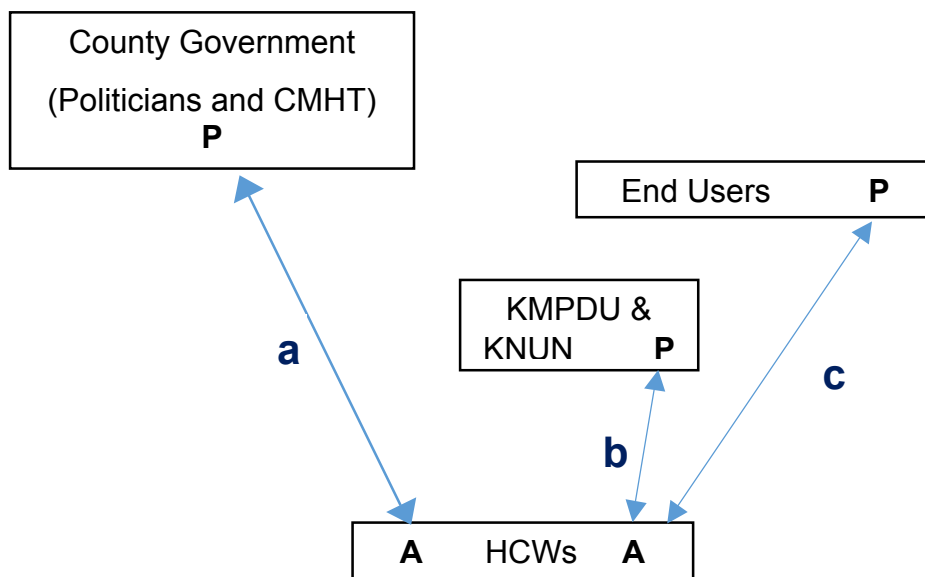 County Government
(Politicians and CMHT)
P
End Users P
KMPDU &
KNUN P
a
c
b
A HCWs A